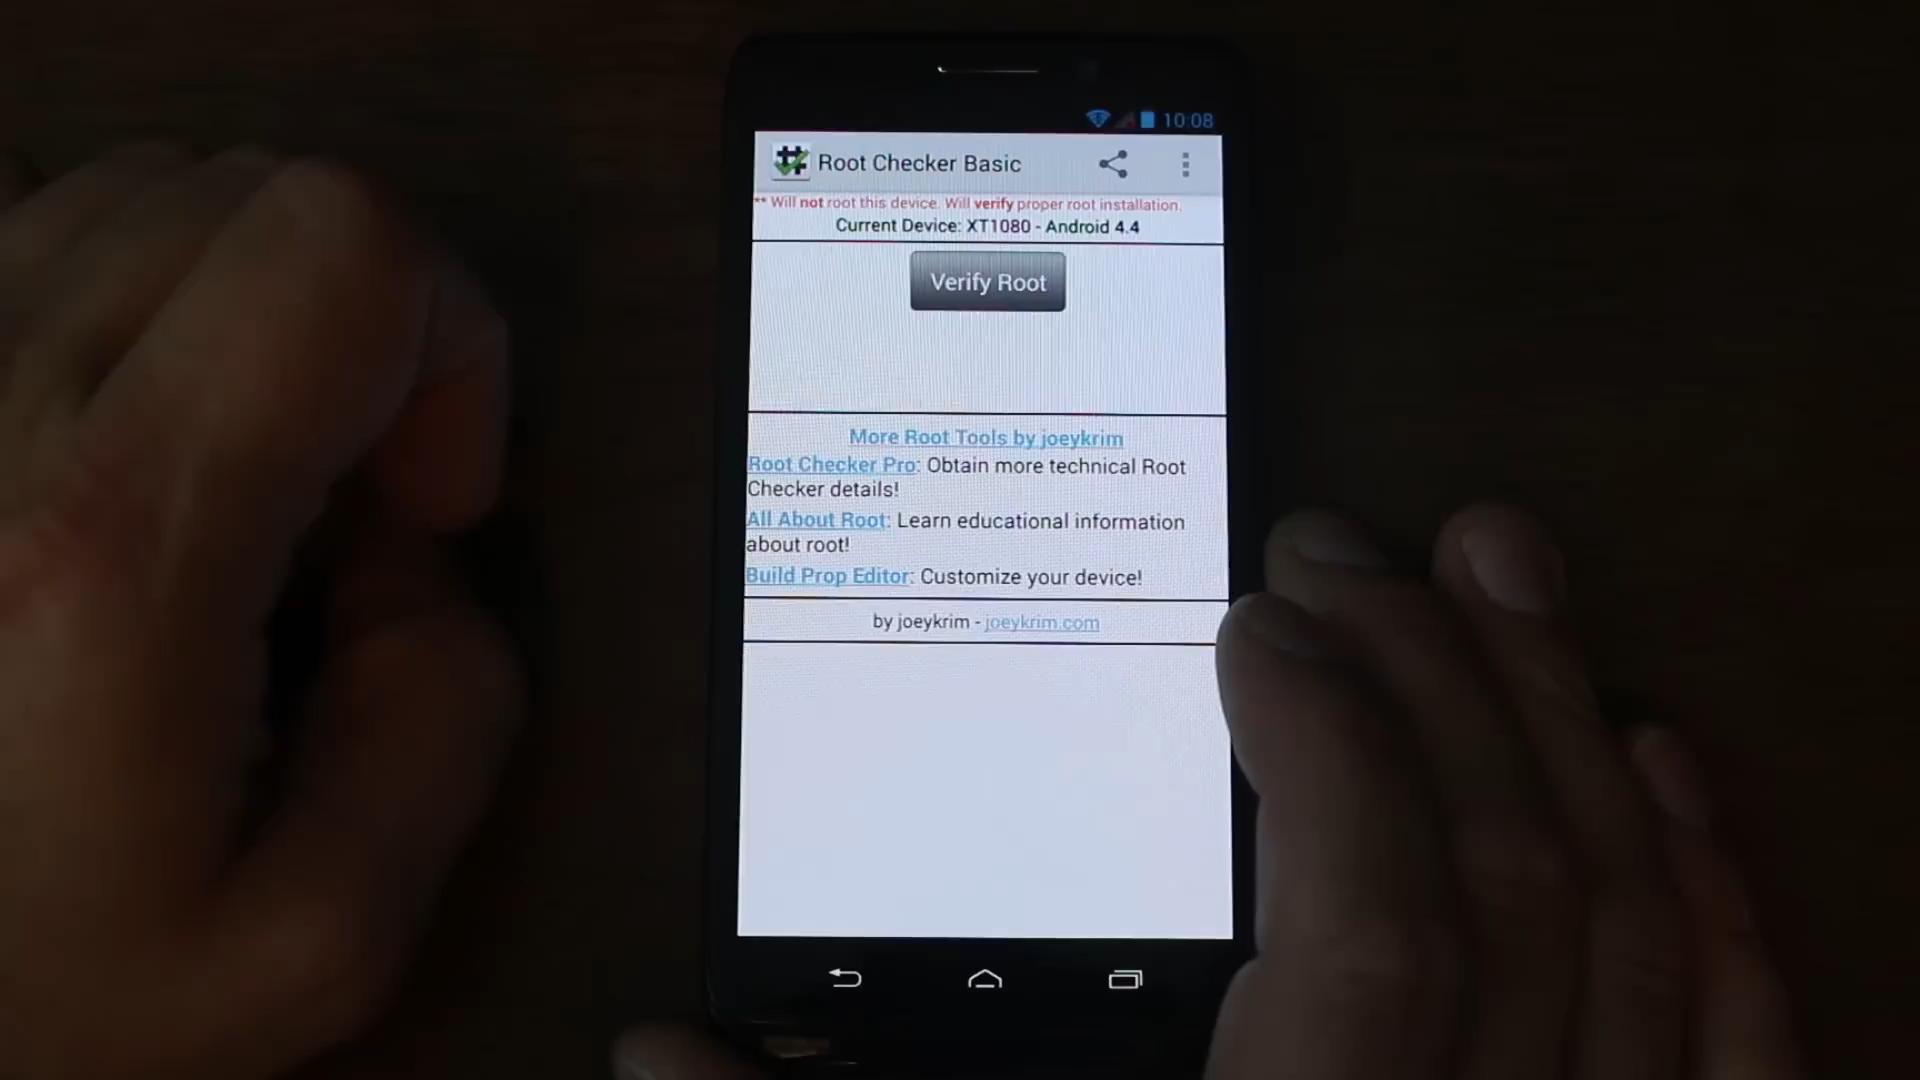 10:08
Root Checker Basic
** Will not root this device. Will verify proper root installation.
Current Device: XT1080 - Android 4.4
Verify Root
More Root Tools by joeykrim
Root Checker Pro: Obtain more technical Root
Checker details!
All About Root: Learn educational information
about root!
Build Prop Editor: Customize your device!
by joeykrim - joeykrim.com